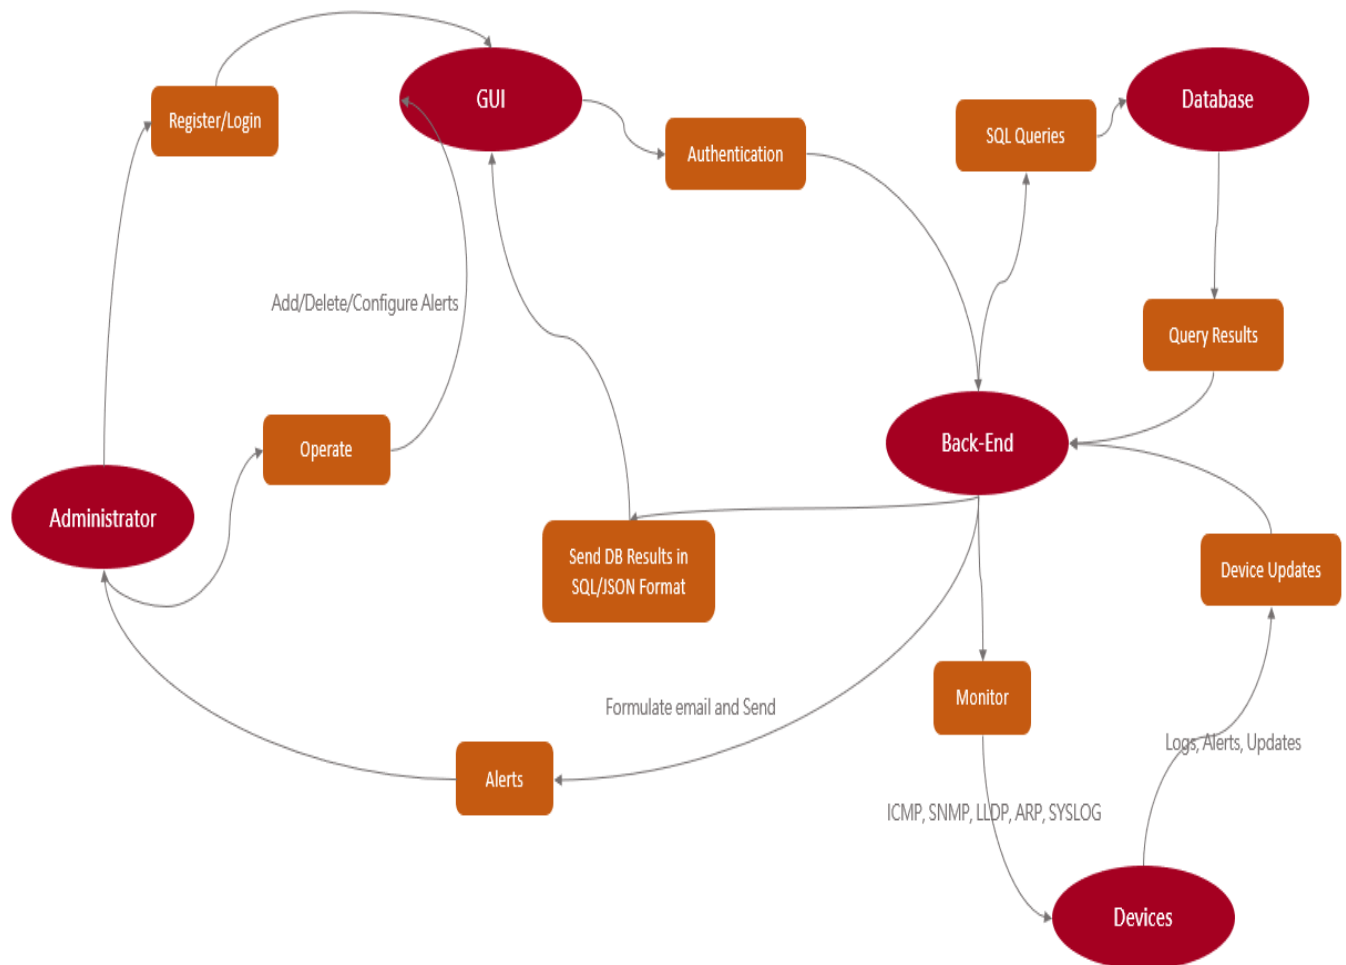 GUI
Database
Register/Login
SQL Queries
Authentication
Add/Delete/Configure Alerts
Query Results
Operate
Back-End
Administrator
Send DB Results in
SQL/JSON Format
Device Updates
Monitor
Formulate email and Send
Logs, Alerts, Updates
Alerts
ICMP, SNMP, LLDP, ARP, SYSLOG
Devices